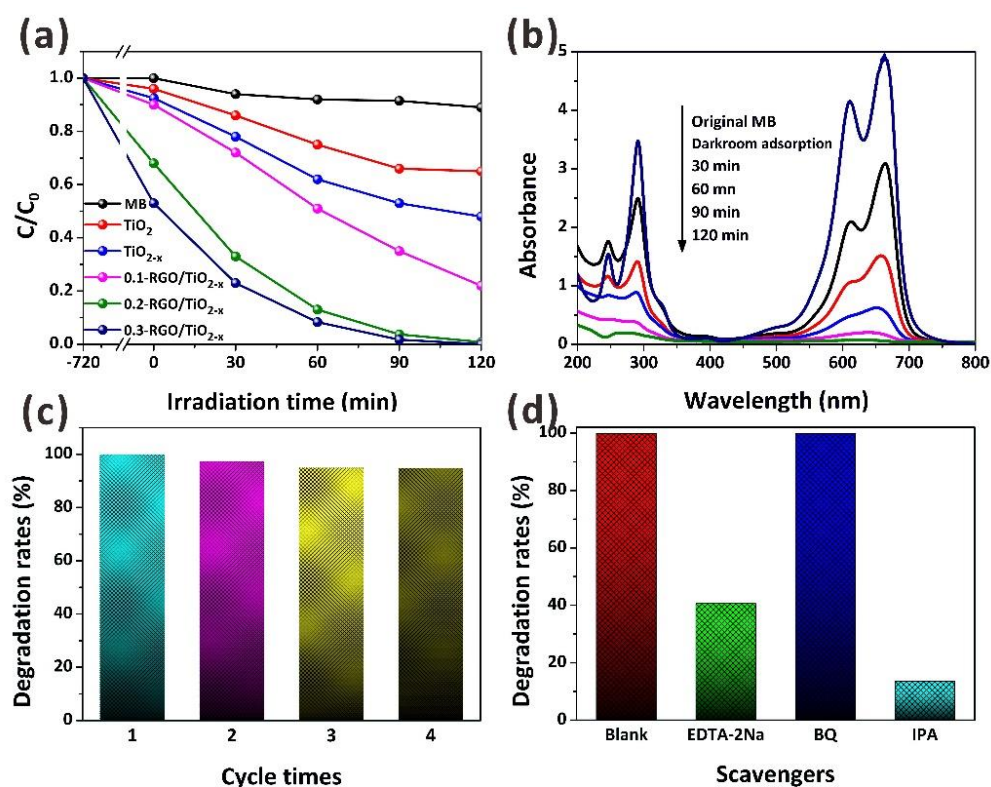 (a)
C/C0
1.0
0.8
0.6
0.4
0.2
0.0
MB
TiO2
TiO2-x
0.1-RGO/TiO2-x
0.2-RGO/TiO2-x
0.3-RGO/TiO2-x
-720 0 30 60 90 120
Irradiation time (min)
(b)
Absorbance
5
4
3
2
1
0
Original MB
Darkroom adsorption
30 min
60 mn
90 min
120 min
200 300 400 500 600 700 800
Wavelength (nm)
(c)
Degradation rates (%)
100
80
60
40
20
0
1 2 3 4
Cycle times
(d)
Degradation rates (%)
100
80
60
40
20
0
Blank EDTA-2Na BQ IPA
Scavengers